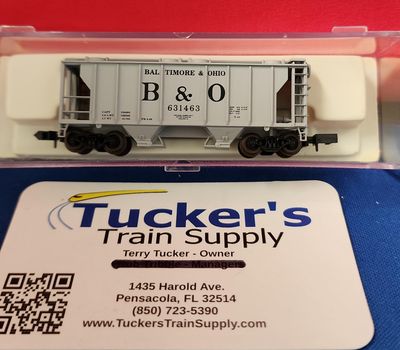 BALTIMORE & OHIO
B & O
631463
Tucker's
Train Supply
Terry Tucker - Owner
Manager
1435 Harold Ave.
Pensacola, FL 32514
(850) 723-5390
www.TuckersTrainSupply.com